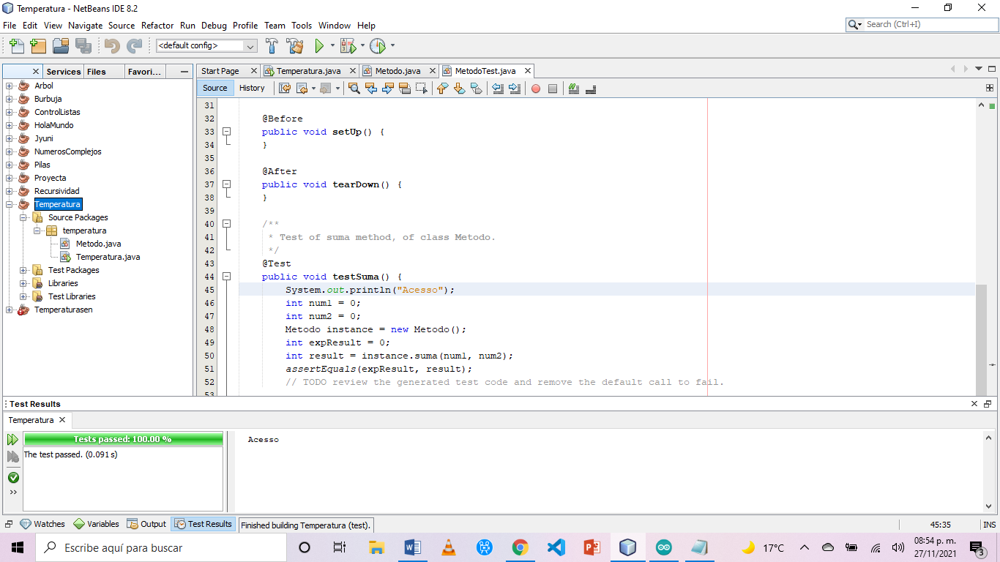 Temperatura - NetBeans IDE 8.2
File Edit View Navigate Source Refactor Run Debug Profile Team Tools Window Help
Search (Ctrl+I)
<default config>
Services Files Favori...
Start Page Temperatura.java Metodo.java MetodoTest.java
Source History
Arbol
Burbuja
ControlListas
HolaMundo
Jyuni
NumerosComplejos
Pilas
Proyecta
Recursividad
Temperatura
Source Packages
temperatura
Metodo.java
Temperatura.java
Test Packages
Libraries
Test Libraries
Temperaturasen
31
32 @Before
33 public void setUp() {
34 }
35
36 @After
37 public void tearDown() {
38 }
39
40 /**
41 * Test of suma method, of class Metodo.
42 */
43 @Test
44 public void testSuma() {
45 System.out.println("Acesso");
46 int num1 = 0;
47 int num2 = 0;
48 Metodo instance = new Metodo();
49 int expResult = 0;
50 int result = instance.suma(num1, num2);
51 assertEquals(expResult, result);
52 // TODO review the generated test code and remove the default call to fail.
53
Test Results
Temperatura
Tests passed: 100.00 %
The test passed. (0.091 s)
Acesso
Watches Variables Output Test Results Finished building Temperatura (test).
45:35 INS
Escribe aquí para buscar
17°C
08:54 p. m.
27/11/2021
3